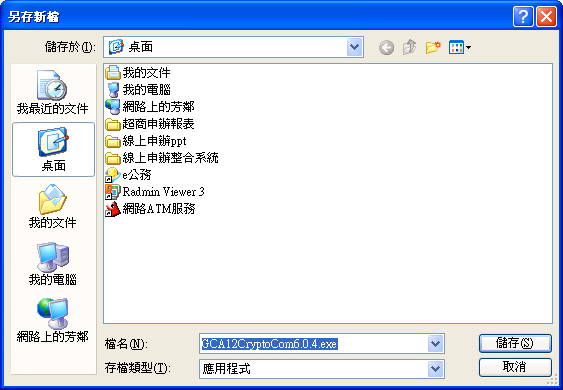 另存新檔
儲存於(I):
桌面
我最近的文件
桌面
我的文件
我的電腦
網路上的芳鄰
我的文件
我的電腦
網路上的芳鄰
超商申辦報表
線上申辦ppt
線上申辦整合系統
e公務
Radmin Viewer 3
網路ATM服務
檔名(N):
GCA12CryptoCom6.0.4.exe
儲存(S)
存檔類型(T):
應用程式
取消